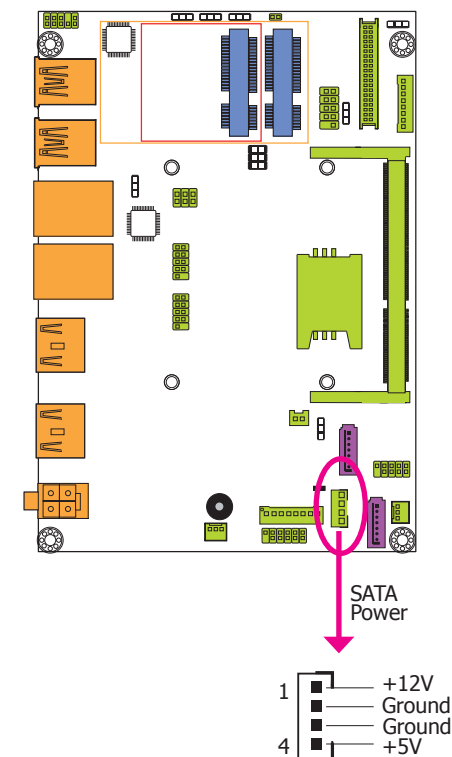 SATA
Power
1 +12V
Ground
Ground
4 +5V